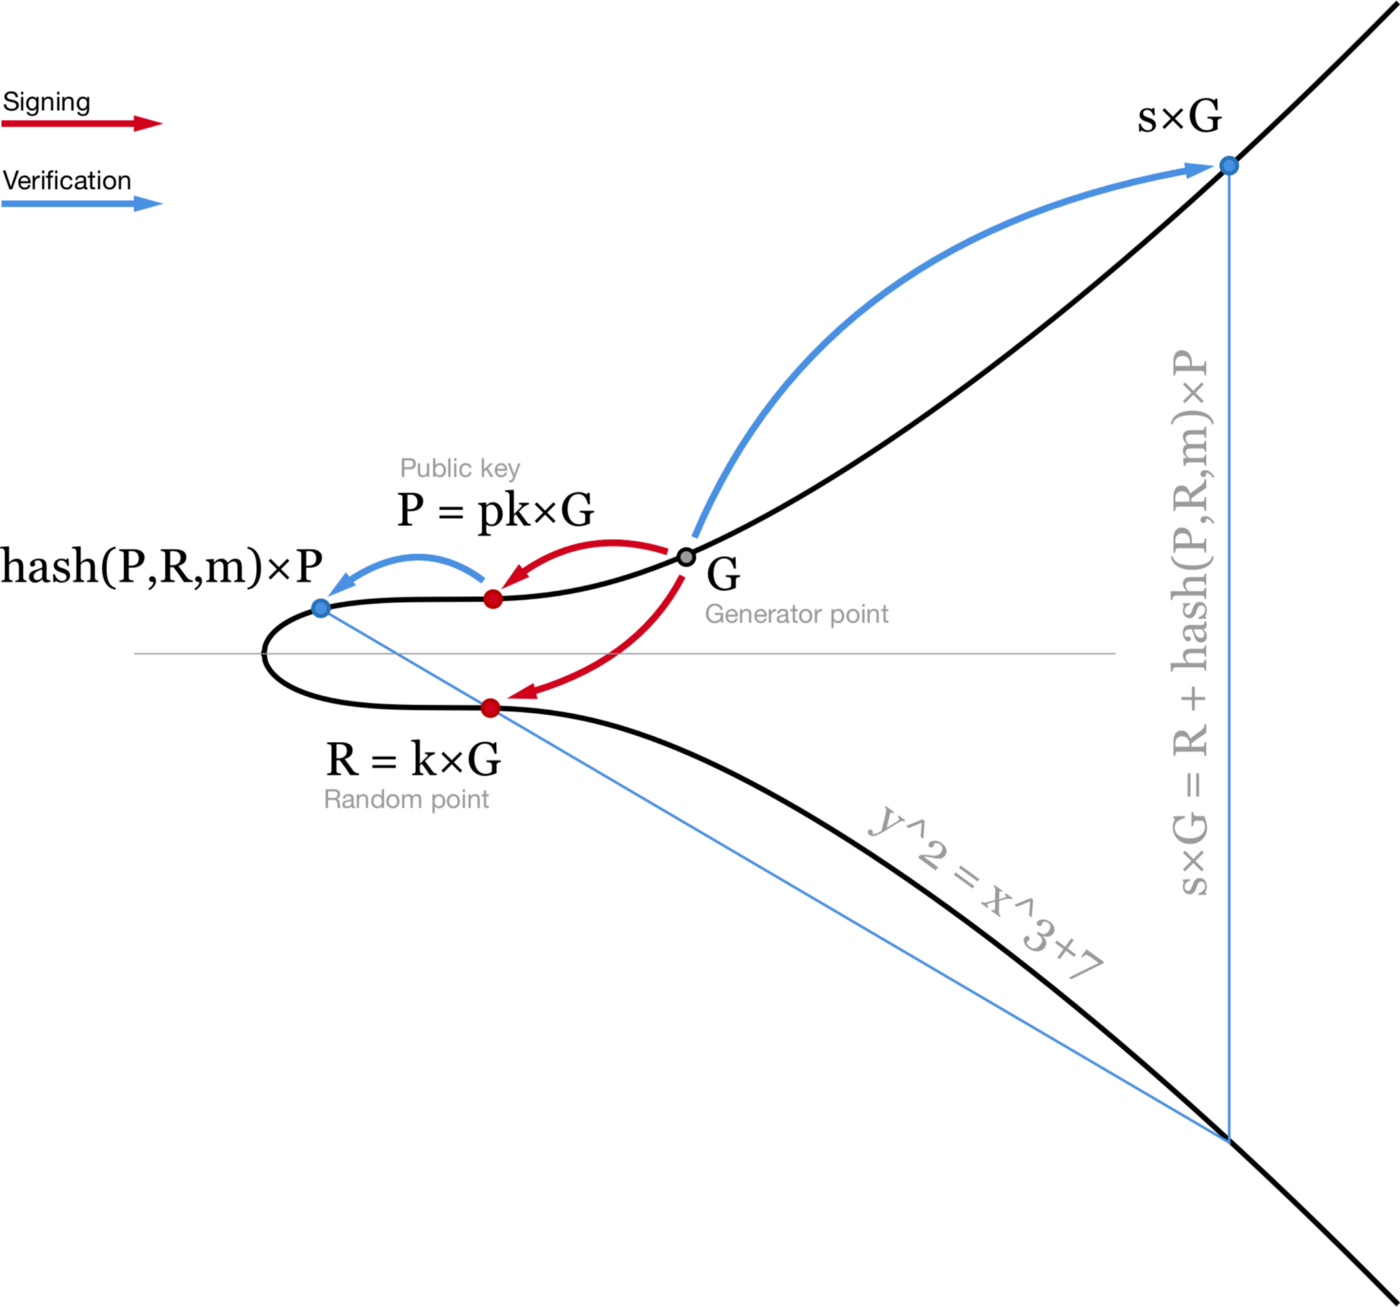 Signing
Verification
s×G
Public key
P = pk×G
hash(P,R,m)×P
G
Generator point
R = k×G
Random point
y^2 = x^3+7
s×G = R + hash(P,R,m)×P